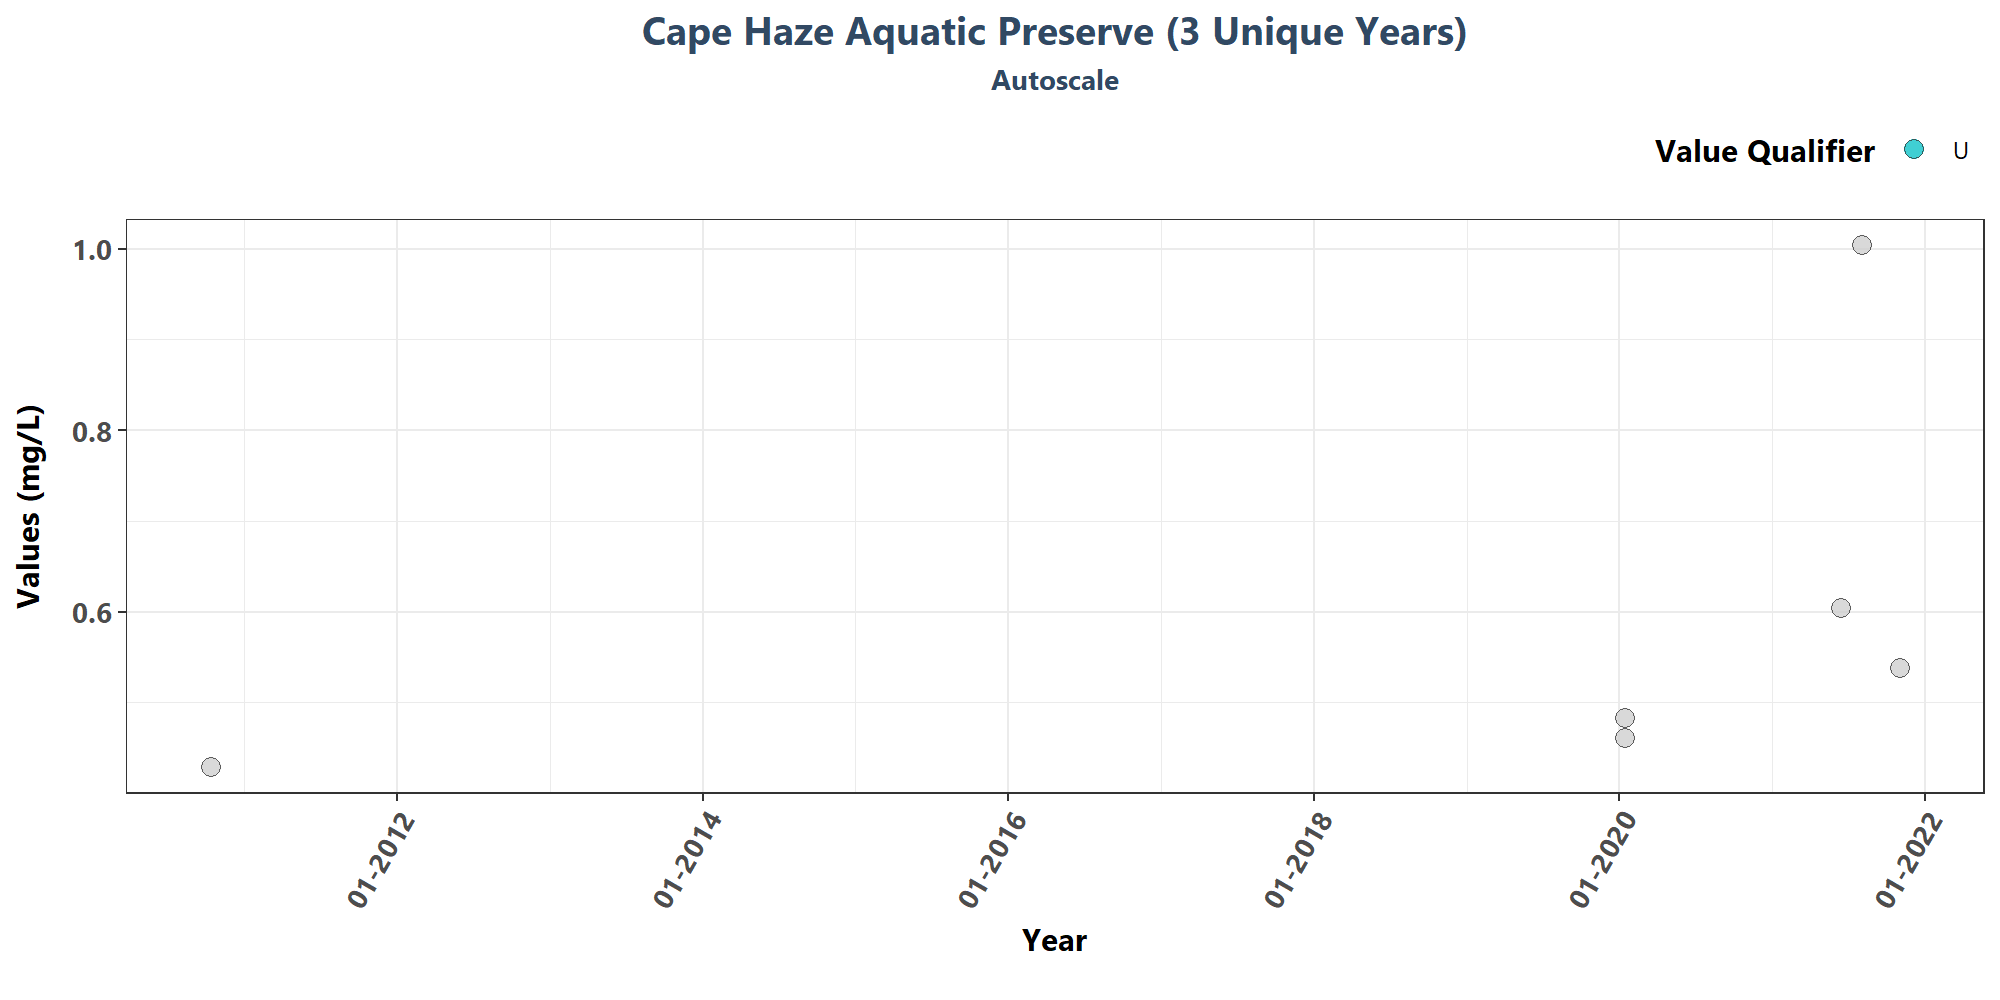 Cape Haze Aquatic Preserve (3 Unique Years)
Autoscale
Value Qualifier U
Values (mg/L)
1.0
0.8
0.6
01-2012
01-2014
01-2016
01-2018
01-2020
01-2022
Year